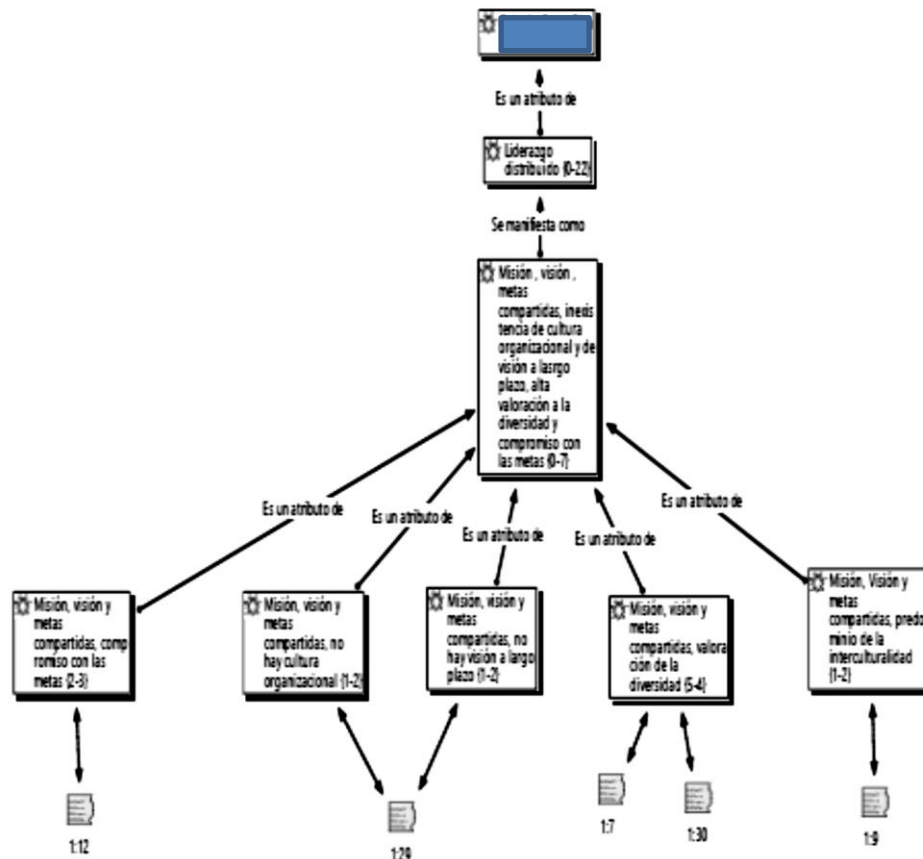 Es un atributo de
Liderazgo
distribuido {0-22}
Se manifiesta como
Misión , visión ,
metas
compartidas, inexis
tencia de cultura
organizacional y de
visión a lasrgo
plazo, alta
valoración a la
diversidad y
compromiso con
las metas {0-7}
Es un atributo de
Es un atributo de
Es un atributo de
Es un atributo de
Es un atributo de
Misión, visión y
metas
compartidas, comp
romiso con las
metas {2-3}
Misión, visión y
metas
compartidas, no
hay cultura
organizacional {1-2}
Misión, visión y
metas
compartidas, no
hay visión a largo
plazo {1-2}
Misión, visión y
metas
compartidas, valora
ción de la
diversidad {5-4}
Misión, Visión y
metas
compartidas, predo
minio de la
interculturalidad
{1-2}
1:12
1:29
1:7
1:30
1:9